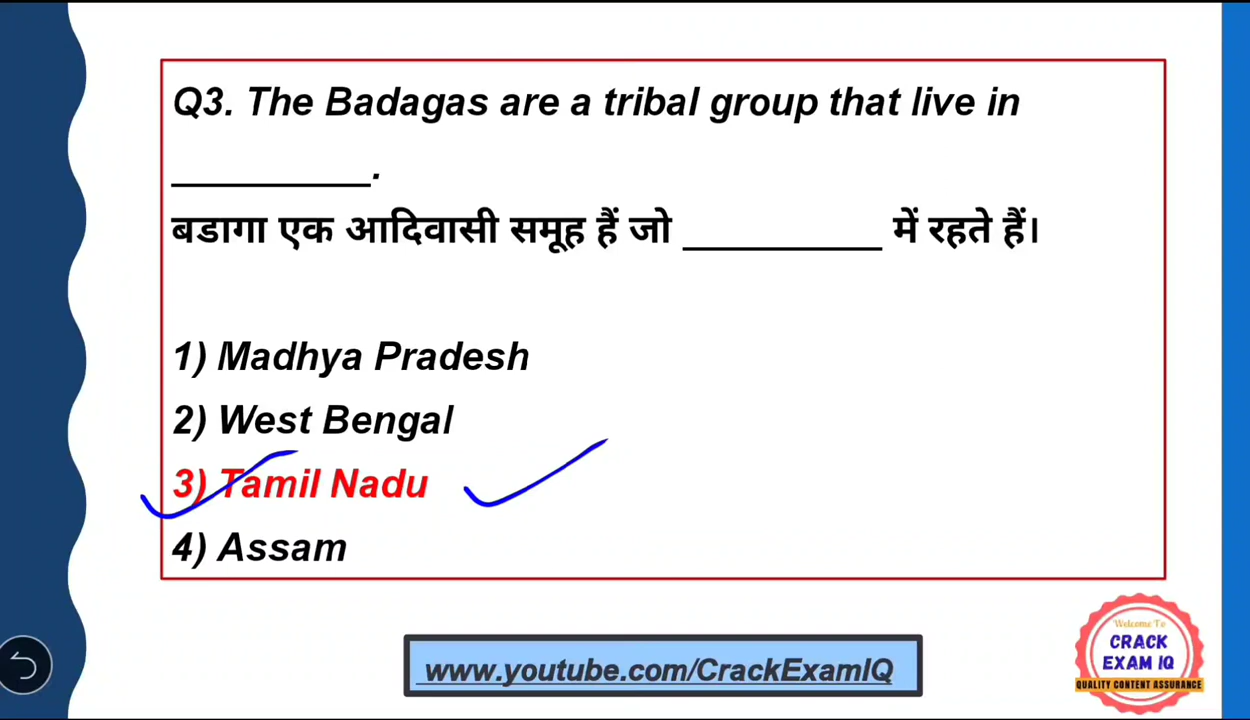 Q3. The Badagas are a tribal group that live in
__________.
बडागा एक आदिवासी समूह हैं जो __________ में रहते हैं।
1) Madhya Pradesh
2) West Bengal
3) Tamil Nadu
4) Assam
www.youtube.com/CrackExamIQ
Welcome To
CRACK
EXAM IQ
QUALITY CONTENT ASSURANCE